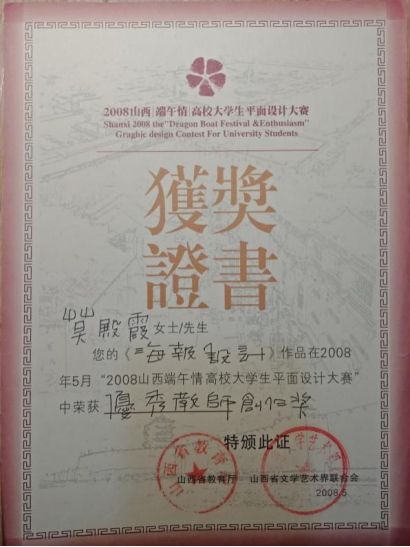 2008山西|端午情|高校大学生平面设计大赛
Shanxi 2008 the"Dragon Boat Festival &Enthusiasm"
Graghic design Contest For University Students
獲獎
證書
殿霞 女士/先生
您的《海報設計》作品在2008
年5月“2008山西端午情高校大学生平面设计大赛”
中荣获 優秀教師創作奖
特颁此证
山西省教育厅 山西省文学艺术界联合会
2008.5